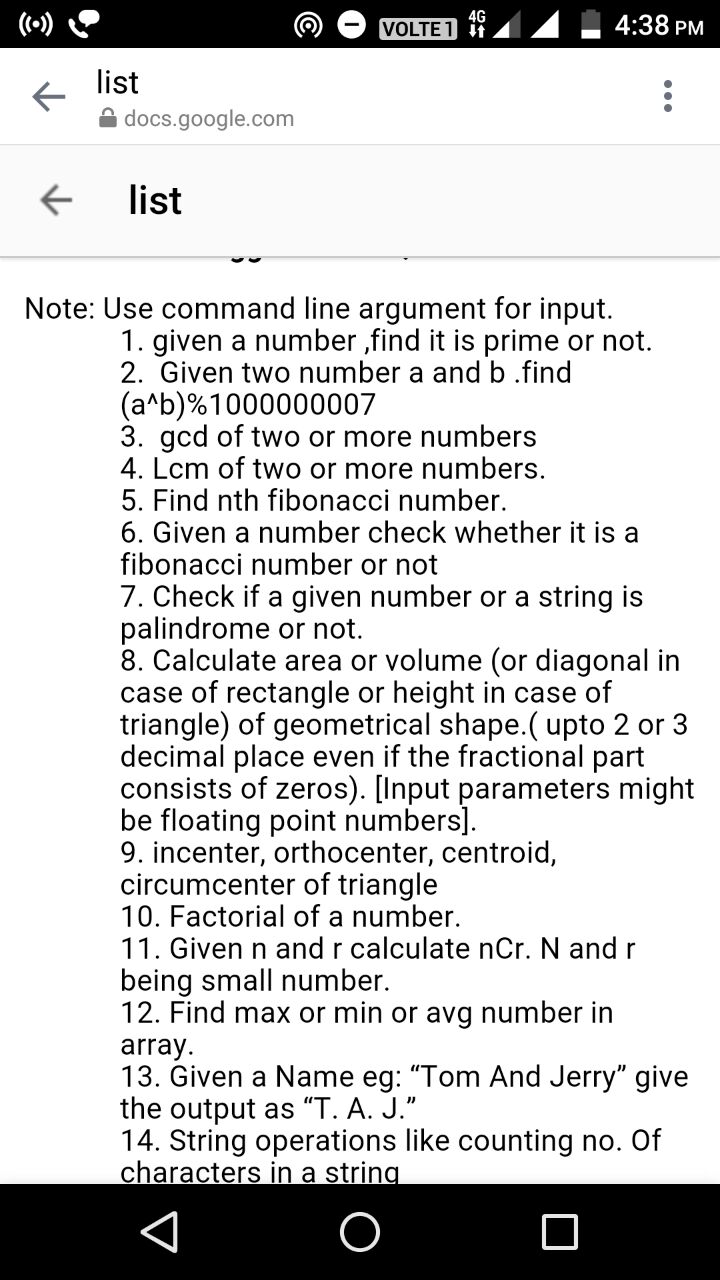 VOLTE 1 4G 4:38 PM
list
docs.google.com
list
Note: Use command line argument for input.
1. given a number ,find it is prime or not.
2.  Given two number a and b .find
(a^b)%1000000007
3.  gcd of two or more numbers
4. Lcm of two or more numbers.
5. Find nth fibonacci number.
6. Given a number check whether it is a
fibonacci number or not
7. Check if a given number or a string is
palindrome or not.
8. Calculate area or volume (or diagonal in
case of rectangle or height in case of
triangle) of geometrical shape.( upto 2 or 3
decimal place even if the fractional part
consists of zeros). [Input parameters might
be floating point numbers].
9. incenter, orthocenter, centroid,
circumcenter of triangle
10. Factorial of a number.
11. Given n and r calculate nCr. N and r
being small number.
12. Find max or min or avg number in
array.
13. Given a Name eg: “Tom And Jerry” give
the output as “T. A. J.”
14. String operations like counting no. Of
characters in a string